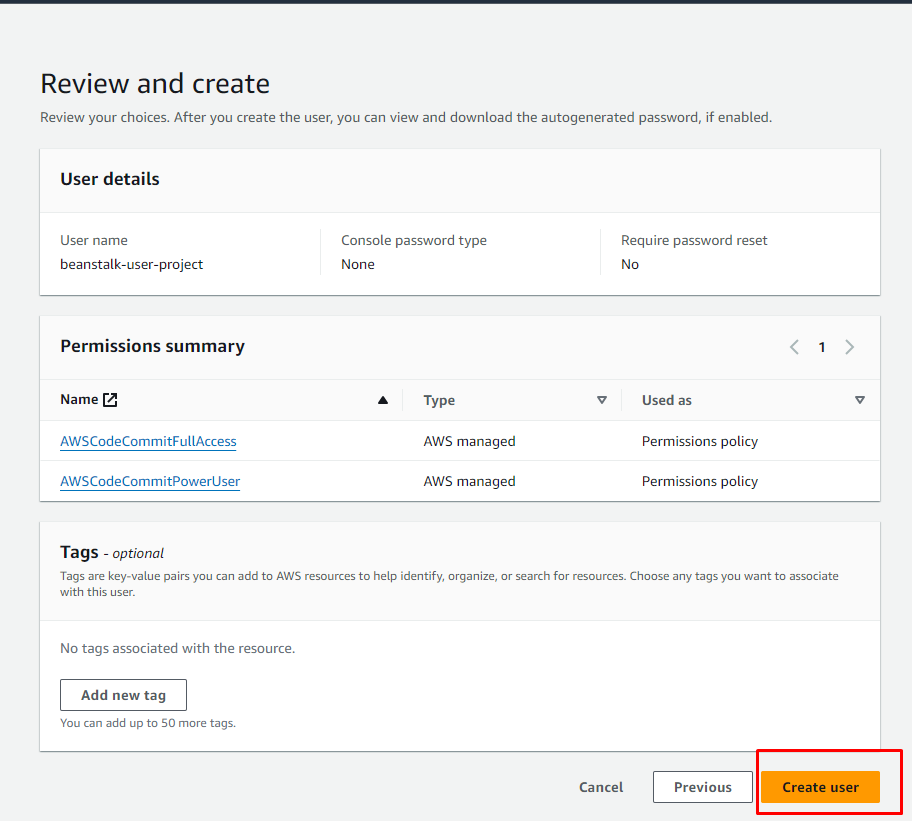 Review and create
Review your choices. After you create the user, you can view and download the autogenerated password, if enabled.
User details
User name
beanstalk-user-project
Console password type
None
Require password reset
No
Permissions summary
1
Name Type Used as
AWSCodeCommitFullAccess AWS managed Permissions policy
AWSCodeCommitPowerUser AWS managed Permissions policy
Tags - optional
Tags are key-value pairs you can add to AWS resources to help identify, organize, or search for resources. Choose any tags you want to associate
with this user.
No tags associated with the resource.
Add new tag
You can add up to 50 more tags.
Cancel Previous Create user